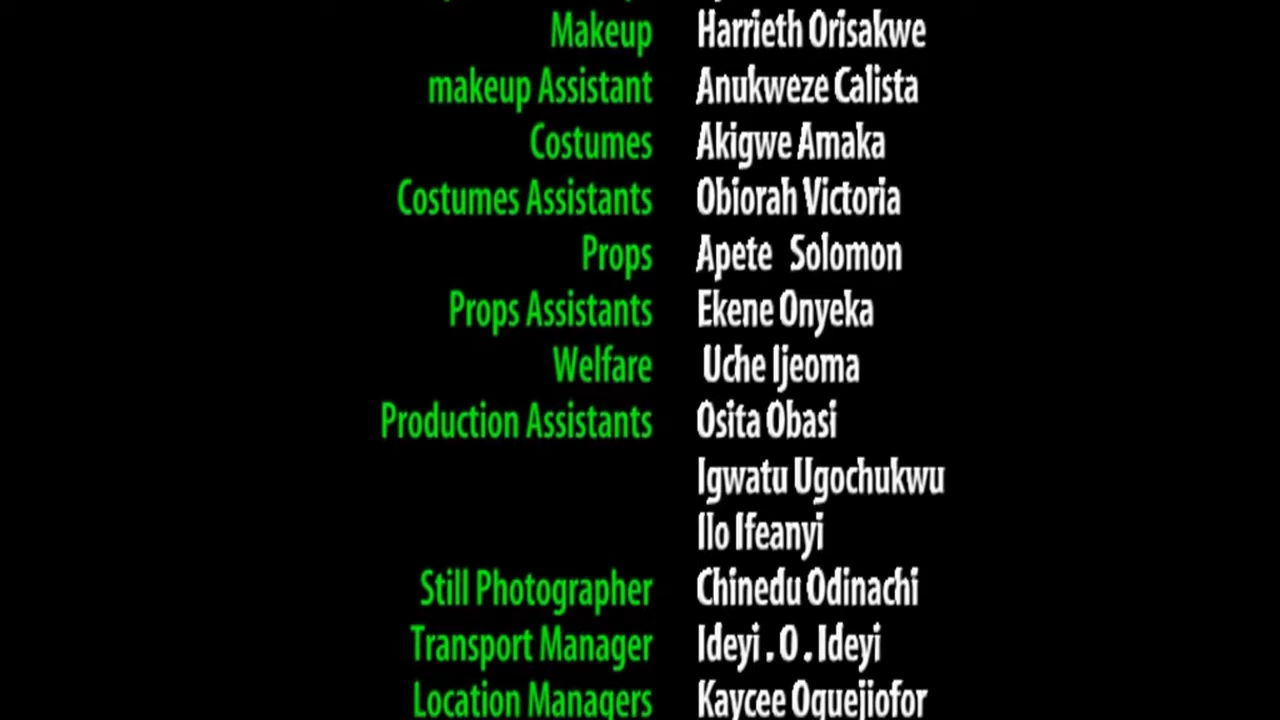 Makeup Harrieth Orisakwe
makeup Assistant Anukweze Calista
Costumes Akigwe Amaka
Costumes Assistants Obiorah Victoria
Props Apete Solomon
Props Assistants Ekene Onyeka
Welfare Uche Ijeoma
Production Assistants Osita Obasi
Igwatu Ugochukwu
Ilo Ifeanyi
Still Photographer Chinedu Odinachi
Transport Manager Ideyi . O . Ideyi
Location Managers Kaycee Oguejiofor